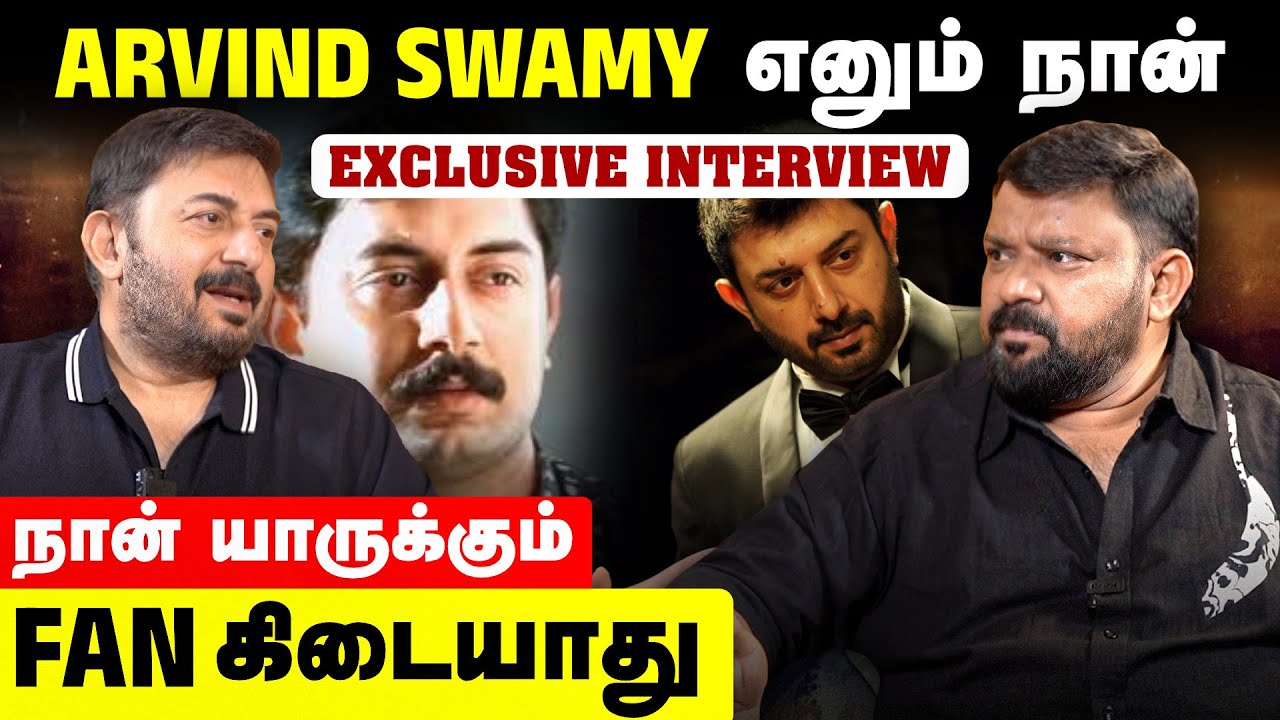 ARVIND SWAMY எனும் நான்
EXCLUSIVE INTERVIEW
நான் யாருக்கும்
FAN கிடையாது